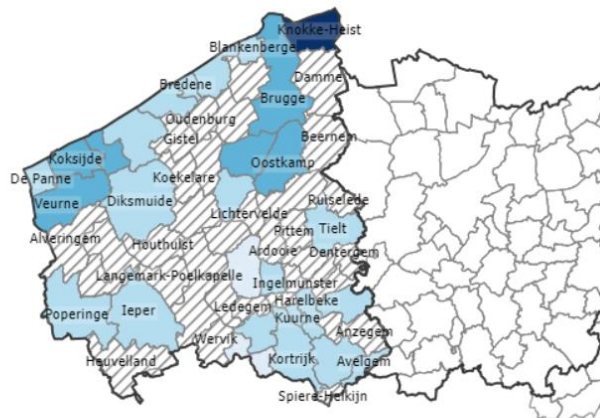 Knokke-Heist
Blankenberge
Damme
Bredene
Brugge
Oudenburg
Beernem
Gistel
Koksijde
Oostkamp
De Panne
Koekelare
Veurne
Diksmuide
Ruiselede
Lichtervelde
Tielt
Pittem
Alveringem
Houthulst
Ardooie
Dentergem
Langemark-Poelkapelle
Ingelmunster
Harelbeke
Poperinge
Ieper
Ledegem
Kuurne
Anzegem
Wervik
Heuvelland
Kortrijk
Avelgem
Spiere-Helkijn